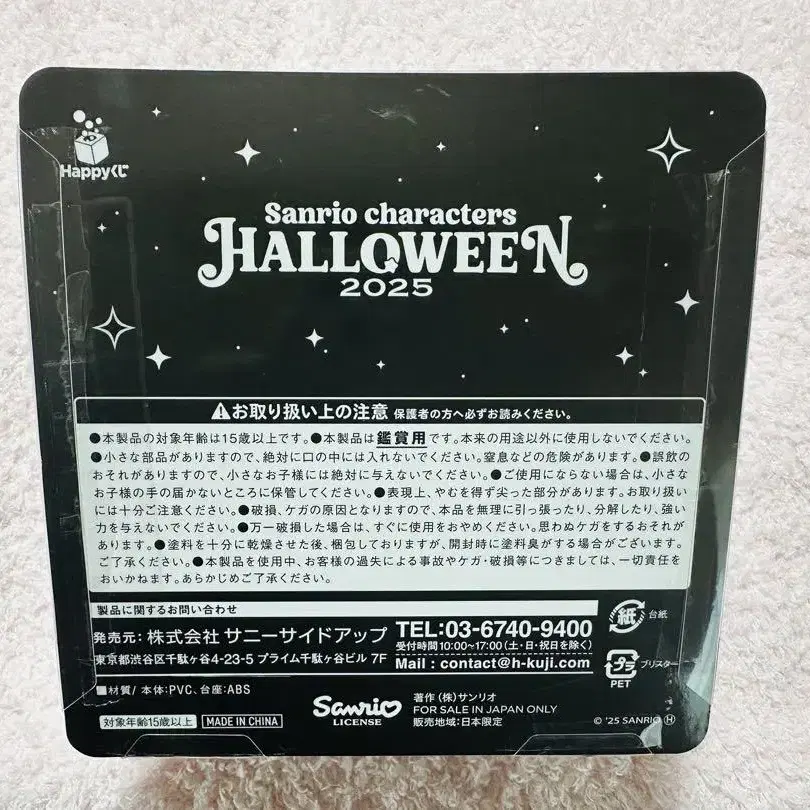 Happyくじ
Sanrio characters
HALLOWEEN
2025
⚠お取り扱い上の注意 保護者の方へ必ずお読みください。
●本製品の対象年齢は15歳以上です。●本製品は鑑賞用です。本来の用途以外に使用しないでください。
●小さな部品がありますので、絶対に口の中には入れないでください。窒息などの危険があります。●誤飲の
おそれがありますので、小さなお子様には絶対に与えないでください。●ご使用にならない場合は、小さな
お子様の手の届かないところに保管してください。●表現上、やむを得ず尖った部分があります。お取り扱い
には十分ご注意ください。●破損、ケガの原因となりますので、本品を無理に引っ張ったり、分解したり、強い
力を与えないでください。●万一破損した場合は、すぐに使用をおやめください。思わぬケガをするおそれが
あります。●塗料を十分に乾燥させた後、梱包しておりますが、開封時に塗料臭がする場合がございます。
ご了承ください。●本製品を使用中、お客様の過失による事故やケガ・破損等につきましては、一切責任を
おいかねます。あらかじめご了承ください。
製品に関するお問い合わせ
発売元:株式会社 サニーサイドアップ
東京都渋谷区千駄ヶ谷4-23-5 プライム千駄ヶ谷ビル 7F
TEL:03-6740-9400
受付時間10:00~17:00(土・日・祝日を除く)
Mail:contact@h-kuji.com
紙 台紙
プラ ブリスター
PET
■材質/本体:PVC、台座:ABS
対象年齢15歳以上 MADE IN CHINA
Sanrio
LICENSE
著作(株)サンリオ
FOR SALE IN JAPAN ONLY
販売地域:日本限定
© '25 SANRIO Ⓗ